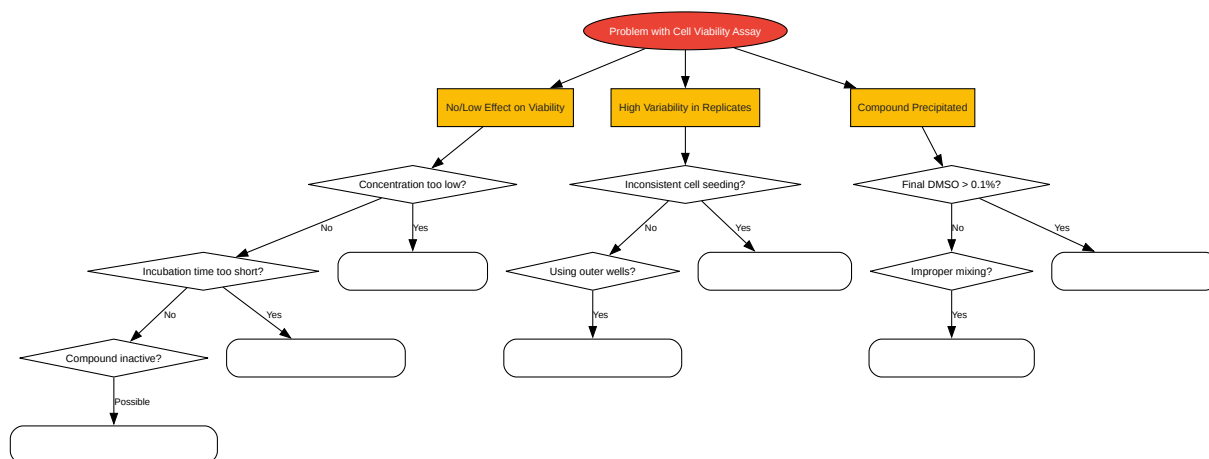 Problem with Cell Viability Assay
No/Low Effect on Viability
High Variability in Replicates
Compound Precipitated
Concentration too low?
Inconsistent cell seeding?
Final DMSO > 0.1%?
No
Yes
No
Yes
No
Yes
Incubation time too short?
Using outer wells?
Improper mixing?
No
Yes
Yes
Yes
Compound inactive?
Possible